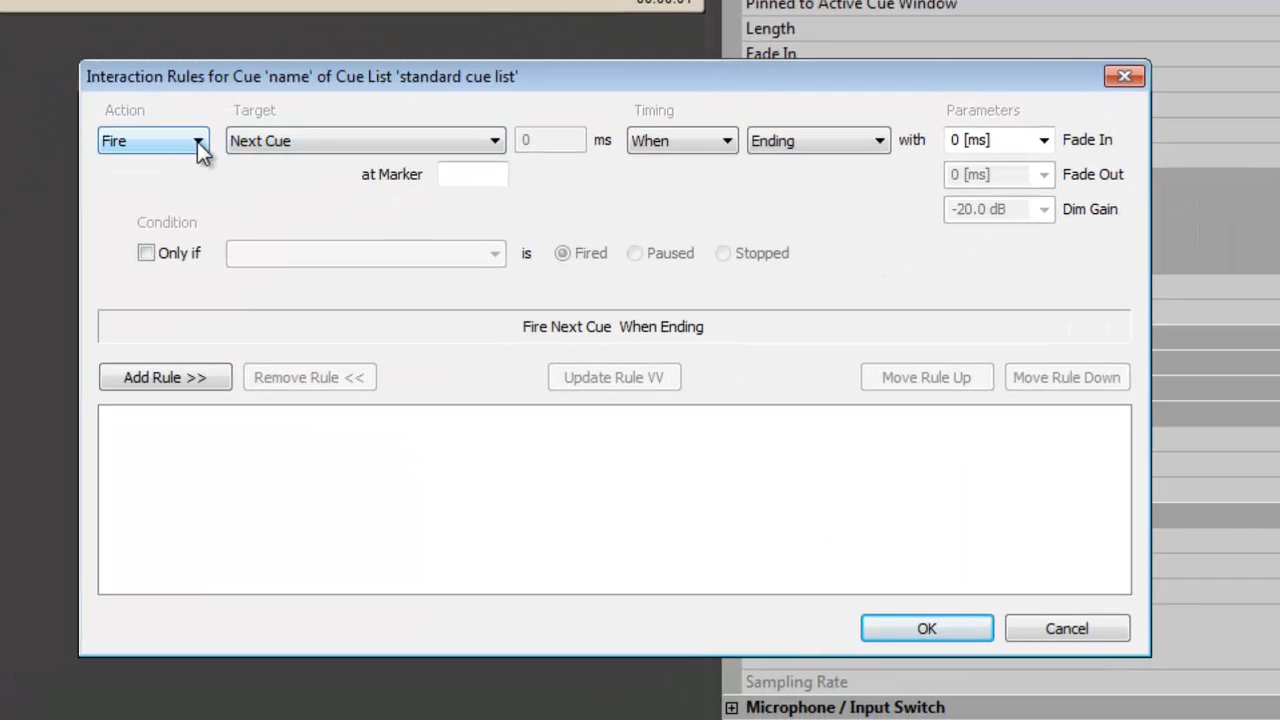 00:00:01
Pinned to Active Cue Window
Length
Fade In
Interaction Rules for Cue 'name' of Cue List 'standard cue list'
Action Target Timing Parameters
Fire Next Cue 0 ms When Ending with 0 [ms] Fade In
at Marker 0 [ms] Fade Out
-20.0 dB Dim Gain
Condition
Only if is Fired Paused Stopped
Fire Next Cue When Ending
Add Rule >> Remove Rule << Update Rule VV Move Rule Up Move Rule Down
OK Cancel
Sampling Rate
Microphone / Input Switch